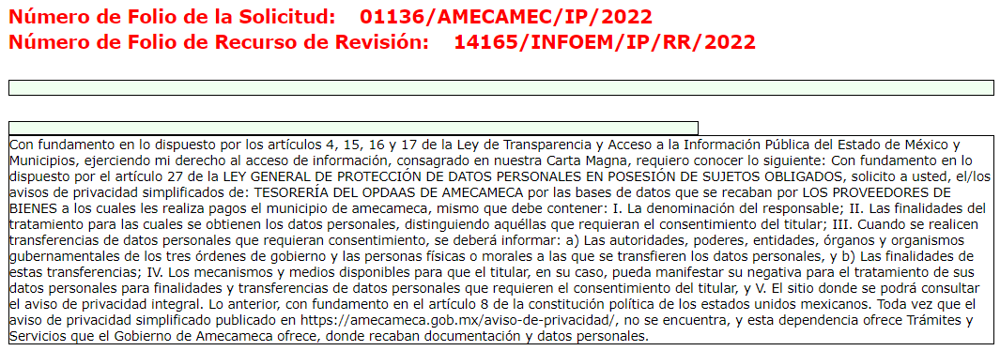 Número de Folio de la Solicitud: 01136/AMECAMEC/IP/2022
Número de Folio de Recurso de Revisión: 14165/INFOEM/IP/RR/2022
Con fundamento en lo dispuesto por los artículos 4, 15, 16 y 17 de la Ley de Transparencia y Acceso a la Información Pública del Estado de México y
Municipios, ejerciendo mi derecho al acceso de información, consagrado en nuestra Carta Magna, requiero conocer lo siguiente: Con fundamento en lo
dispuesto por el artículo 27 de la LEY GENERAL DE PROTECCIÓN DE DATOS PERSONALES EN POSESIÓN DE SUJETOS OBLIGADOS, solicito a usted, el/los
avisos de privacidad simplificados de: TESORERÍA DEL OPDAAS DE AMECAMECA por las bases de datos que se recaban por LOS PROVEEDORES DE
BIENES a los cuales les realiza pagos el municipio de amecameca, mismo que debe contener: I. La denominación del responsable; II. Las finalidades del
tratamiento para las cuales se obtienen los datos personales, distinguiendo aquéllas que requieran el consentimiento del titular; III. Cuando se realicen
transferencias de datos personales que requieran consentimiento, se deberá informar: a) Las autoridades, poderes, entidades, órganos y organismos
gubernamentales de los tres órdenes de gobierno y las personas físicas o morales a las que se transfieren los datos personales, y b) Las finalidades de
estas transferencias; IV. Los mecanismos y medios disponibles para que el titular, en su caso, pueda manifestar su negativa para el tratamiento de sus
datos personales para finalidades y transferencias de datos personales que requieren el consentimiento del titular, y V. El sitio donde se podrá consultar
el aviso de privacidad integral. Lo anterior, con fundamento en el artículo 8 de la constitución política de los estados unidos mexicanos. Toda vez que el
aviso de privacidad simplificado publicado en https://amecameca.gob.mx/aviso-de-privacidad/, no se encuentra, y esta dependencia ofrece Trámites y
Servicios que el Gobierno de Amecameca ofrece, donde recaban documentación y datos personales.